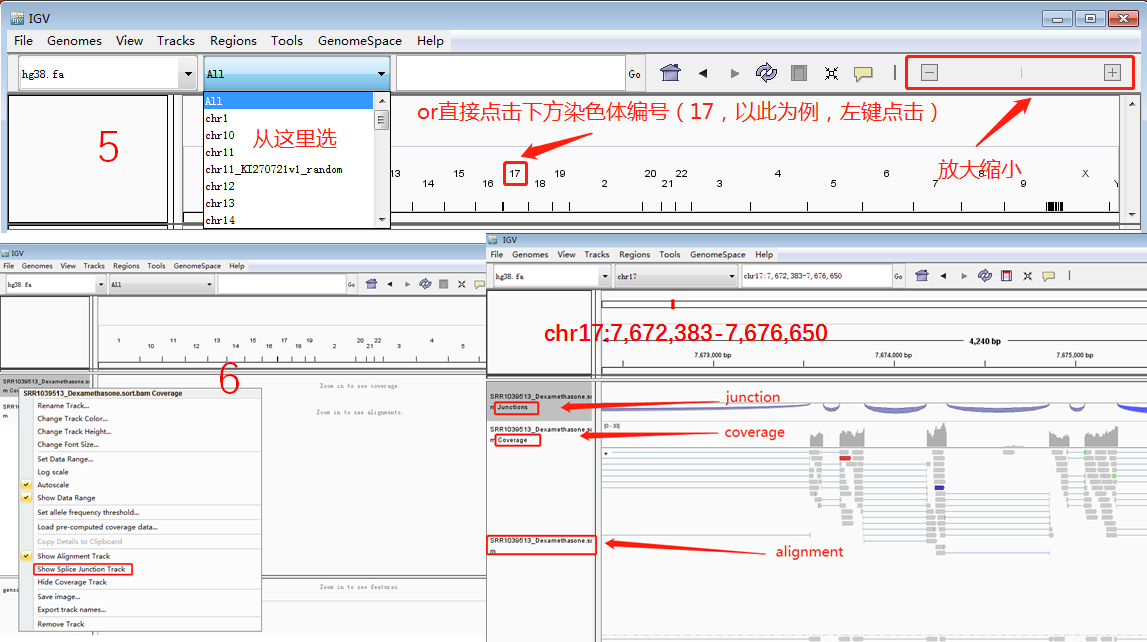 IGV
File Genomes View Tracks Regions Tools GenomeSpace Help
hg38.fa All Go
All
chr1
chr10
chr11
chr11_KI270721v1_random
chr12
chr13
chr14
5
从这里选
or直接点击下方染色体编号（17，以此为例，左键点击）
放大缩小
13 14 15 16 17 18 19 2 20 21 22 3 4 5 6 7 8 9 X Y
IGV
File Genomes View Tracks Regions Tools GenomeSpace Help
hg38.fa All Go
1 10 11 12 13 14 15 16 17 18 19 2 20 21 22 3 4 5
6
SRR1039513_Dexamethasone.s
m Co
SRR1
m
Zoom in to see coverage.
Zoom in to see alignments.
Zoom in to see features.
genco
SRR1039513_Dexamethasone.sort.bam Coverage
Rename Track...
Change Track Color...
Change Track Height...
Change Font Size...
Set Data Range...
Log scale
Autoscale
Show Data Range
Set allele frequency threshold...
Load pre-computed coverage data...
Copy Details to Clipboard
Show Alignment Track
Show Splice Junction Track
Hide Coverage Track
Save image...
Export track names...
Remove Track
IGV
File Genomes View Tracks Regions Tools GenomeSpace Help
hg38.fa chr17 chr17:7,672,383-7,676,650 Go
chr17:7,672,383-7,676,650
4,240 bp
7,673,000 bp 7,674,000 bp 7,675,000 bp
SRR1039513_Dexamethasone.so
m Junctions
junction
SRR1039513_Dexamethasone.so
m Coverage
coverage
[0 - 30]
SRR1039513_Dexamethasone.so
m
alignment